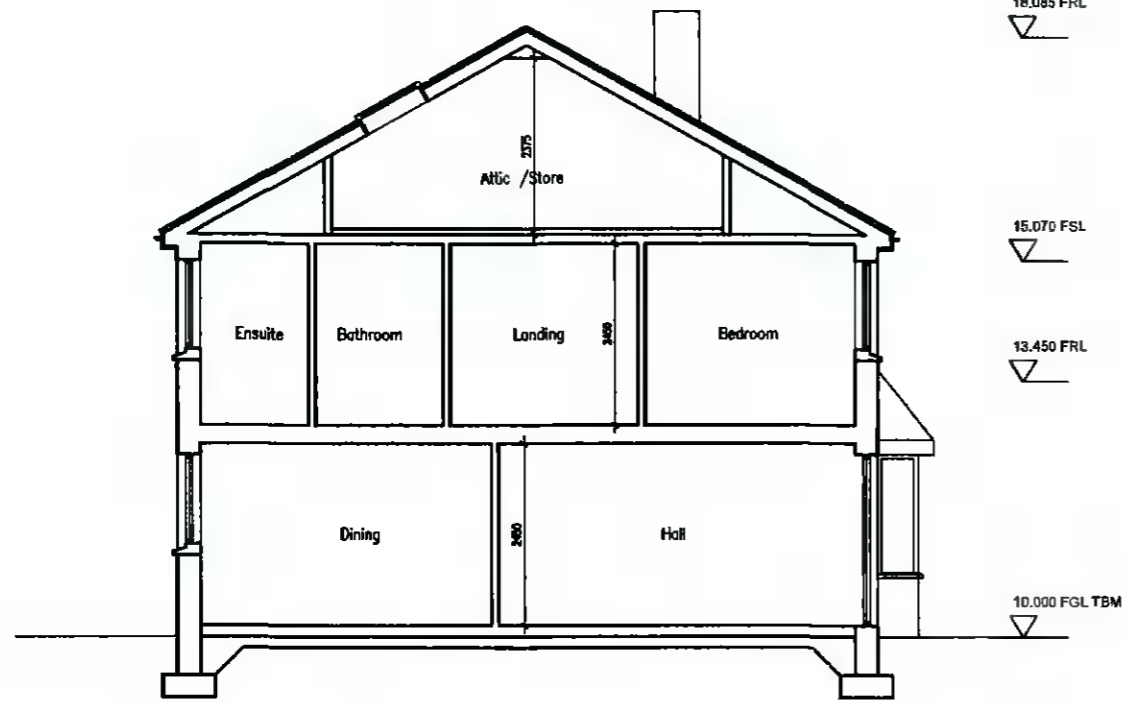 18.085 FRL
2375
Attic /Store
15.070 FSL
Ensuite
Bathroom
Landing
2450
Bedroom
13.450 FRL
Dining
2450
Hall
10.000 FGL TBM